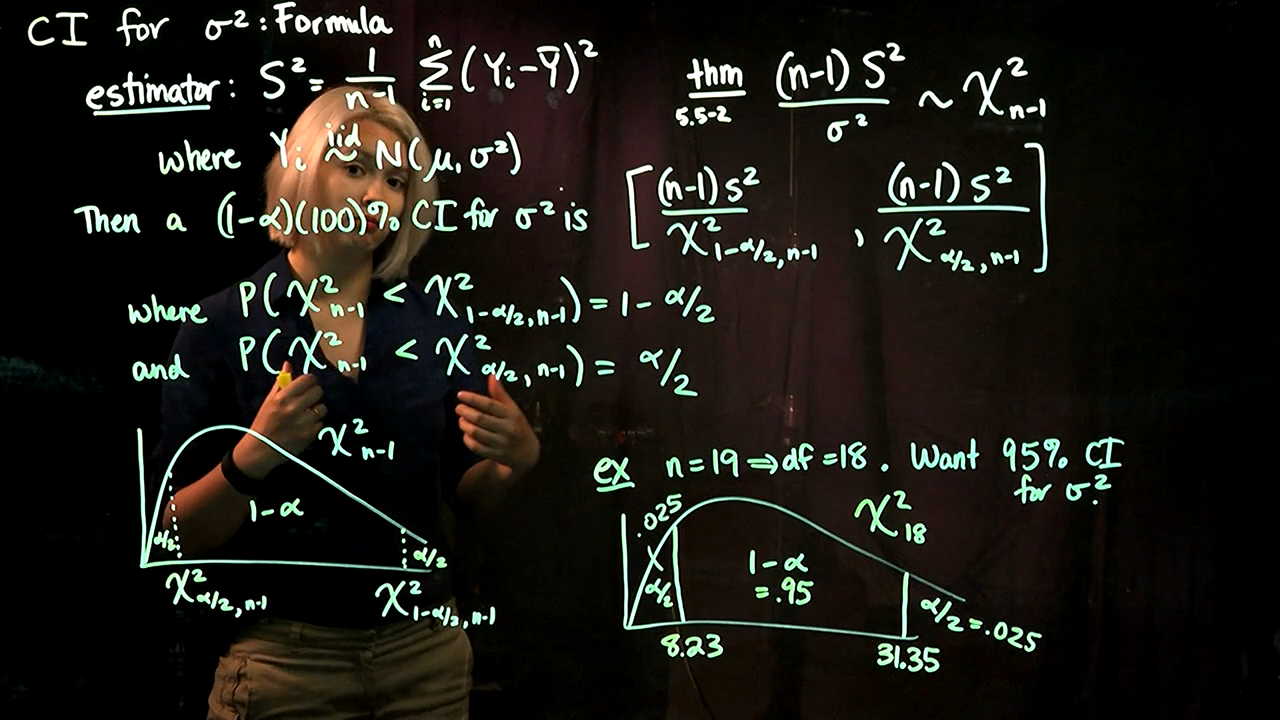 CI for σ²: Formula
estimator: S² = 1/(n-1) Σ_{i=1}^{n} (Yᵢ - Ȳ)²
where Yᵢ iid ~ N(μ, σ²)
thm 5.5-2 (n-1)S²/σ² ~ χ²_{n-1}
Then a (1-α)(100)% CI for σ² is [ (n-1)S²/χ²_{1-α/2, n-1} , (n-1)S²/χ²_{α/2, n-1} ]
where P(χ²_{n-1} < χ²_{1-α/2, n-1}) = 1 - α/2
and P(χ²_{n-1} < χ²_{α/2, n-1}) = α/2
χ²_{n-1}
1-α
α/2
α/2
χ²_{α/2, n-1}
χ²_{1-α/2, n-1}
ex n=19 ⇒ df=18. Want 95% CI
for σ².
.025
χ²_{18}
1-α
=.95
α/2
α/2=.025
8.23
31.35